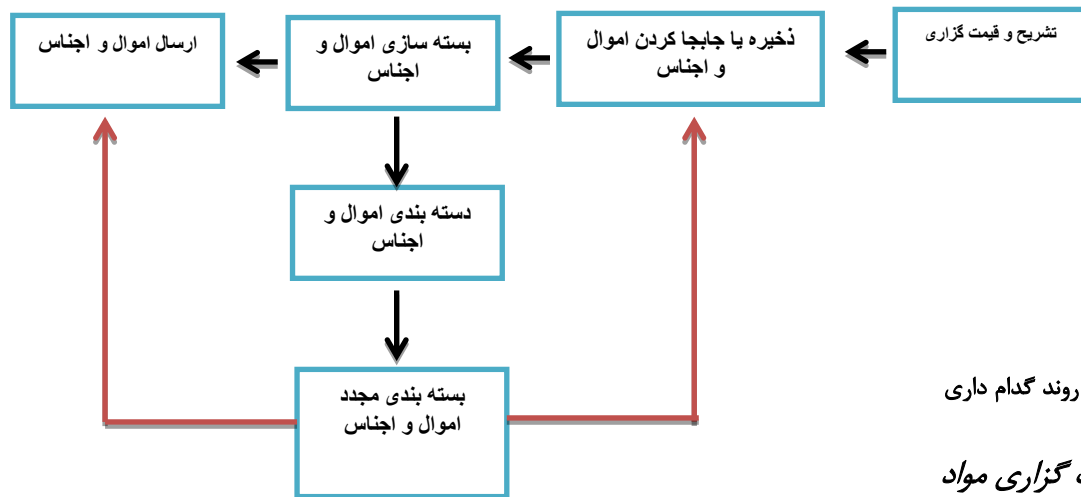 تشریح و قیمت گزاری
ذخیره یا جابجا کردن اموال
و اجناس
بسته سازی اموال و
اجناس
ارسال اموال و اجناس
دسته بندی اموال و
اجناس
بسته بندی مجدد
اموال و اجناس
روند گدام داری
گزاری مواد